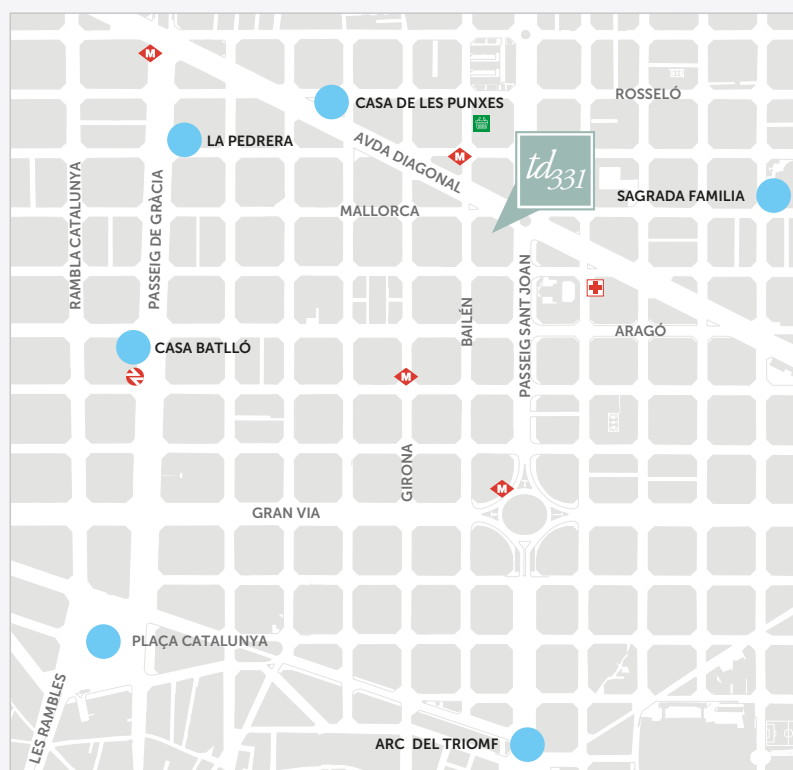 M
ROSSELÓ
CASA DE LES PUNXES
LA PEDRERA
AVDA DIAGONAL
M
td331
SAGRADA FAMILIA
MALLORCA
RAMBLA CATALUNYA
PASSEIG DE GRÀCIA
BAILÉN
PASSEIG SANT JOAN
ARAGÓ
CASA BATLLÓ
M
GIRONA
M
GRAN VIA
PLAÇA CATALUNYA
LES RAMBLES
ARC DEL TRIOMF